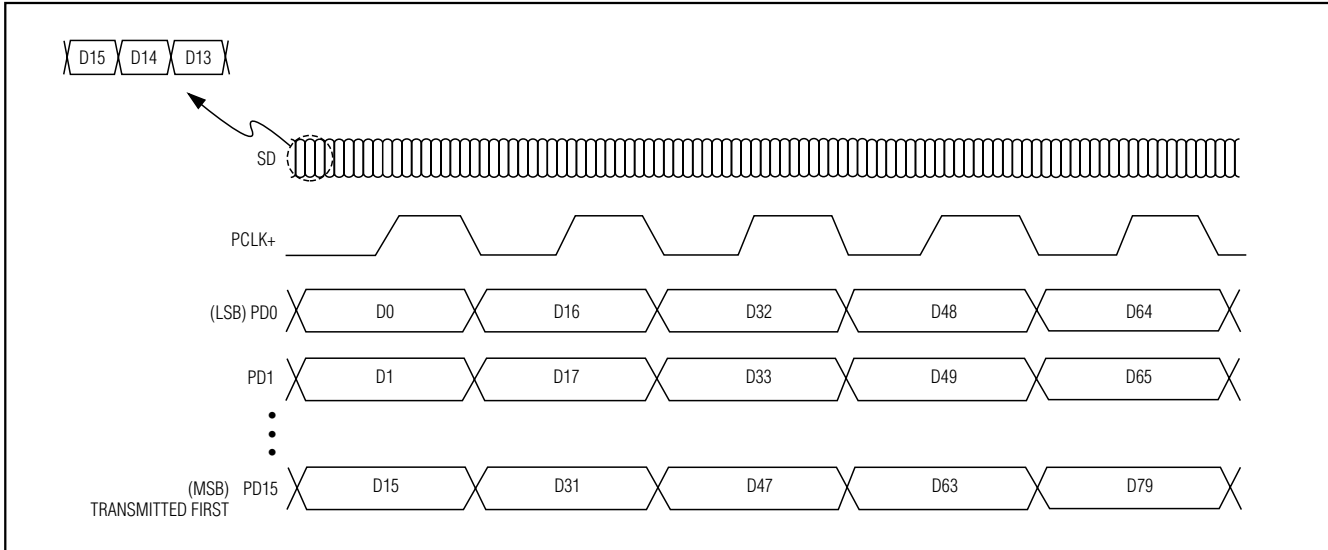 D15 D14 D13
SD
PCLK+
(LSB) PD0 D0 D16 D32 D48 D64
PD1 D1 D17 D33 D49 D65
(MSB) PD15 D15 D31 D47 D63 D79
TRANSMITTED FIRST